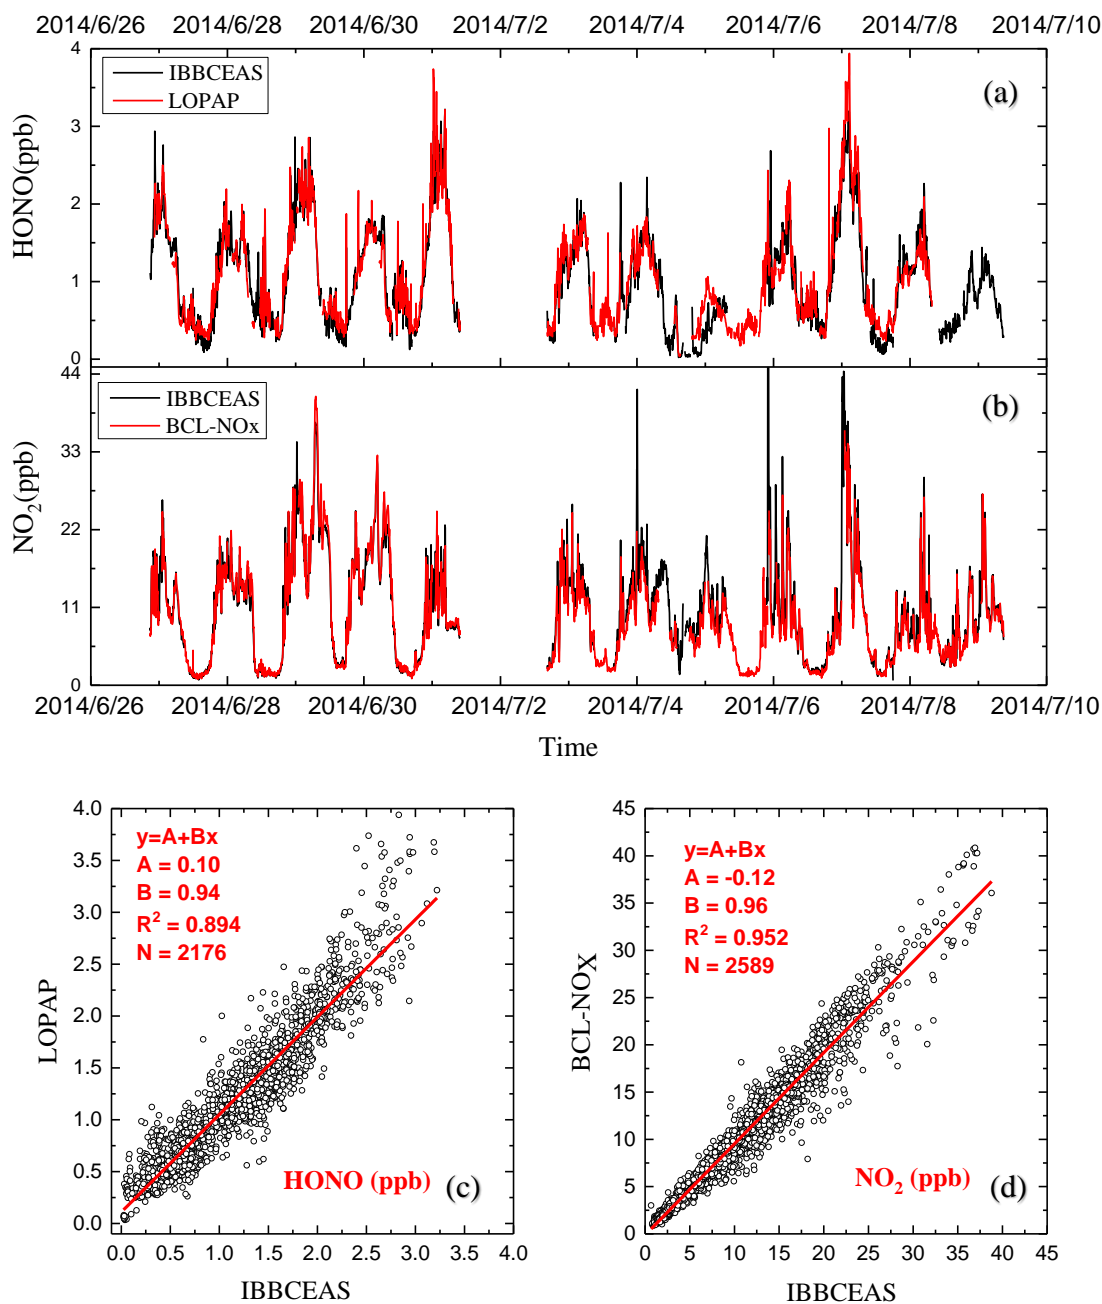 2014/6/26 2014/6/28 2014/6/30 2014/7/2 2014/7/4 2014/7/6 2014/7/8 2014/7/10
4
IBBCEAS
LOPAP
(a)
3
HONO(ppb)
2
1
0
44
IBBCEAS
BCL-NOx
(b)
33
NO2(ppb)
22
11
0
2014/6/26 2014/6/28 2014/6/30 2014/7/2 2014/7/4 2014/7/6 2014/7/8 2014/7/10
Time
4.0
y=A+Bx
A = 0.10
B = 0.94
R2 = 0.894
N = 2176
3.5
3.0
2.5
LOPAP
2.0
1.5
1.0
0.5
0.0
HONO (ppb)
(c)
0.0 0.5 1.0 1.5 2.0 2.5 3.0 3.5 4.0
IBBCEAS
45
y=A+Bx
A = -0.12
B = 0.96
R2 = 0.952
N = 2589
40
35
30
25
BCL-NOX
20
15
10
5
0
NO2 (ppb)
(d)
0 5 10 15 20 25 30 35 40 45
IBBCEAS